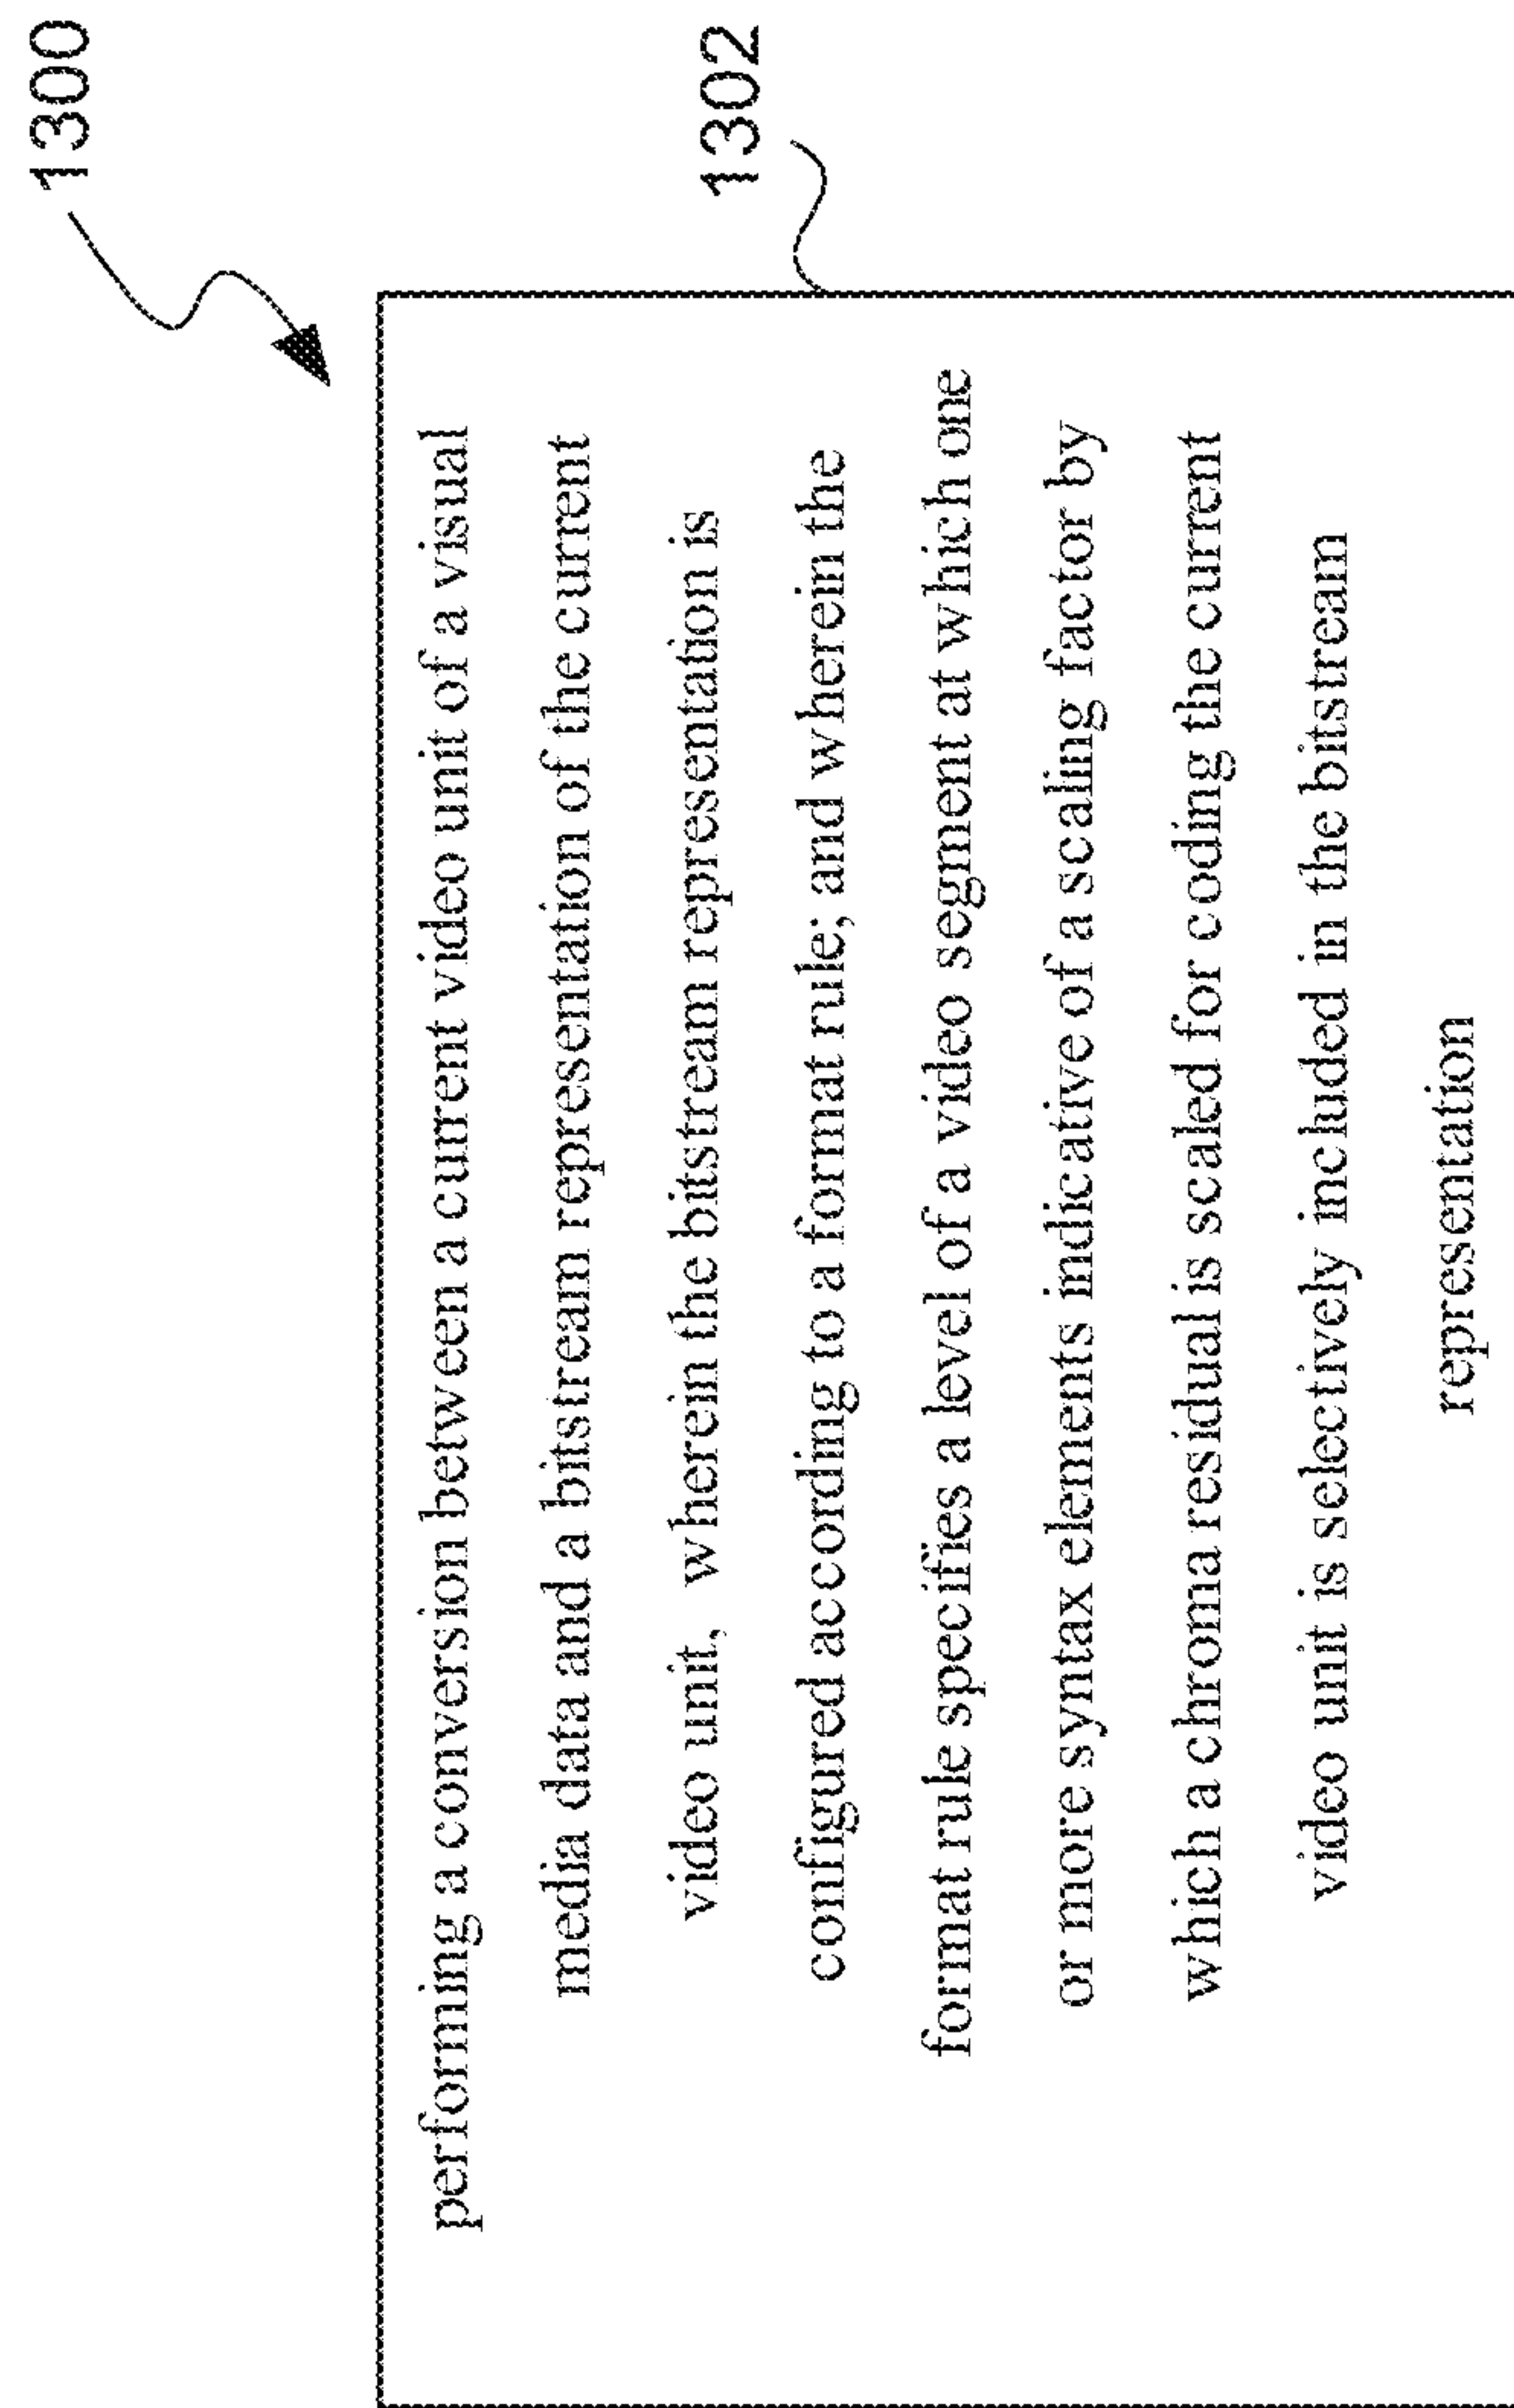 1300
1302
performing a conversion between a current video unit of a visual
media data and a bitstream representation of the current
video unit, wherein the bitstream representation is
configured according to a format rule; and wherein the
format rule specifies a level of a video segment at which one
or more syntax elements indicative of a scaling factor by
which a chroma residual is scaled for coding the current
video unit is selectively included in the bitstream
representation